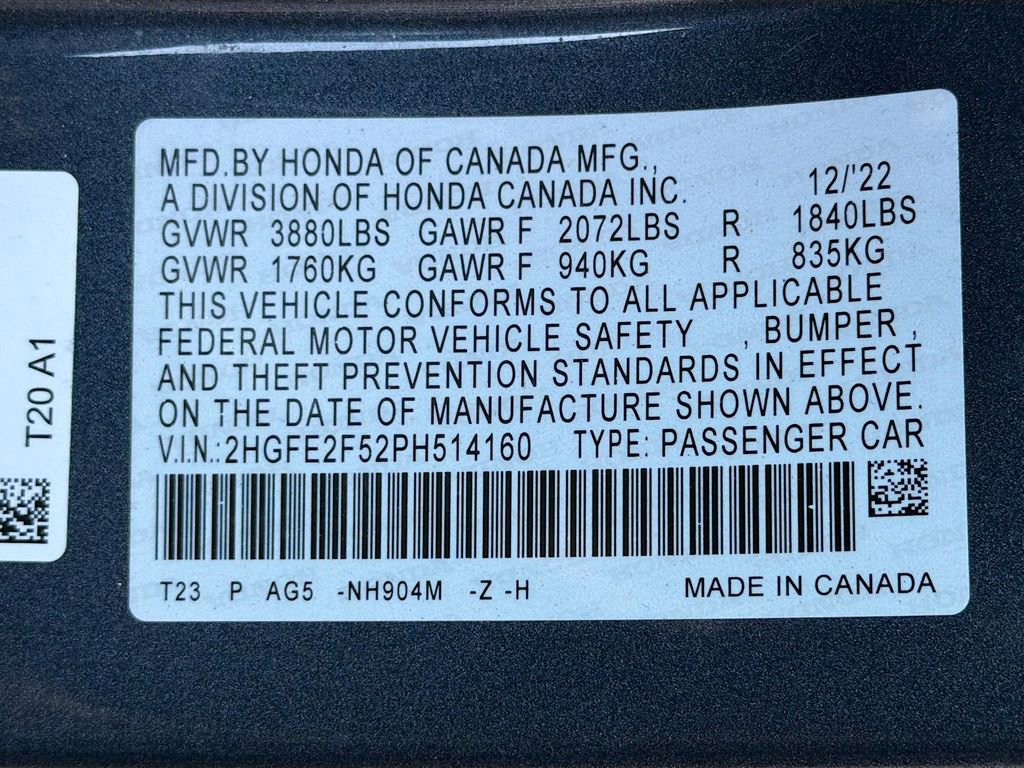 MFD.BY HONDA OF CANADA MFG.,
A DIVISION OF HONDA CANADA INC. 12/'22
GVWR 3880LBS GAWR F 2072LBS R 1840LBS
GVWR 1760KG GAWR F 940KG R 835KG
THIS VEHICLE CONFORMS TO ALL APPLICABLE
FEDERAL MOTOR VEHICLE SAFETY , BUMPER ,
AND THEFT PREVENTION STANDARDS IN EFFECT
ON THE DATE OF MANUFACTURE SHOWN ABOVE.
V.I.N.:2HGFE2F52PH514160 TYPE: PASSENGER CAR
T23 P AG5 -NH904M -Z -H MADE IN CANADA
T20 A1